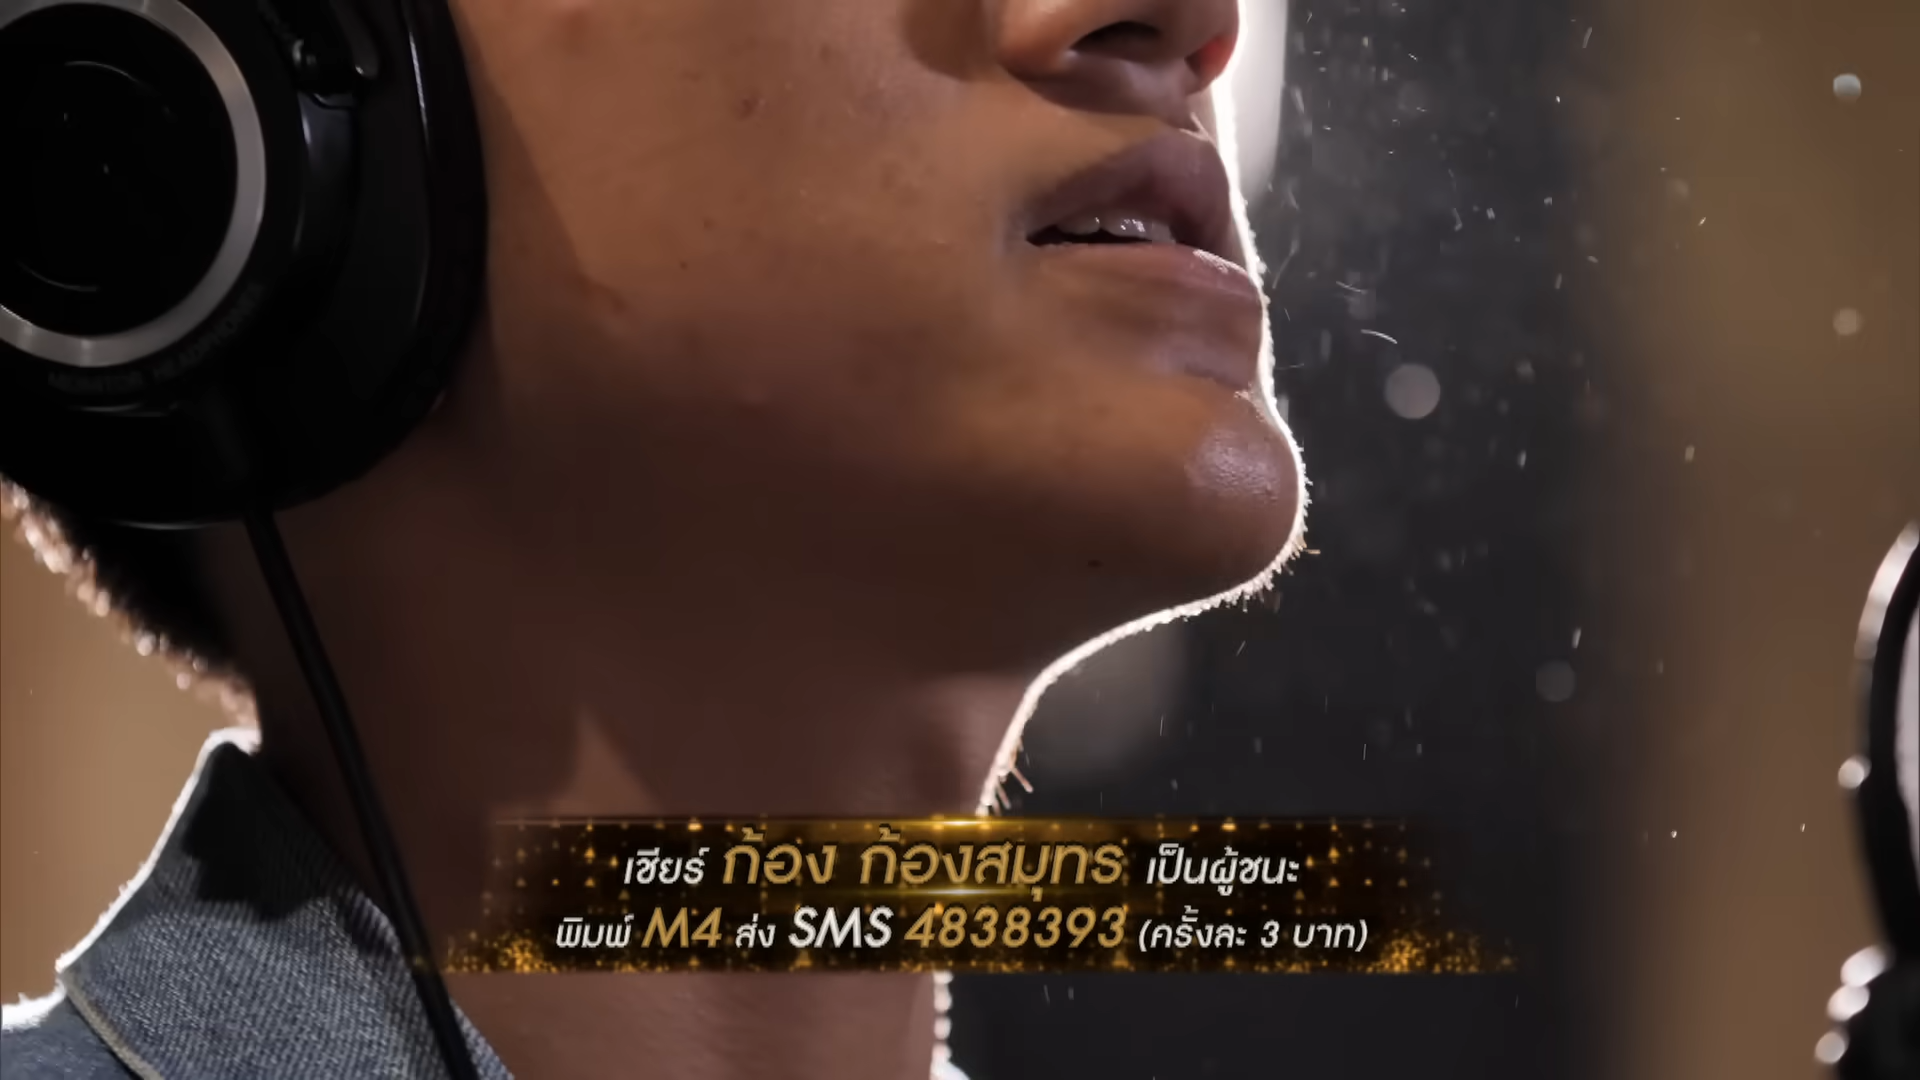 MONITOR HEADPHONES
เชียร์ ก้อง ก้องสมุทร เป็นผู้ชนะ
พิมพ์ M4 ส่ง SMS 4838393 (ครั้งละ 3 บาท)